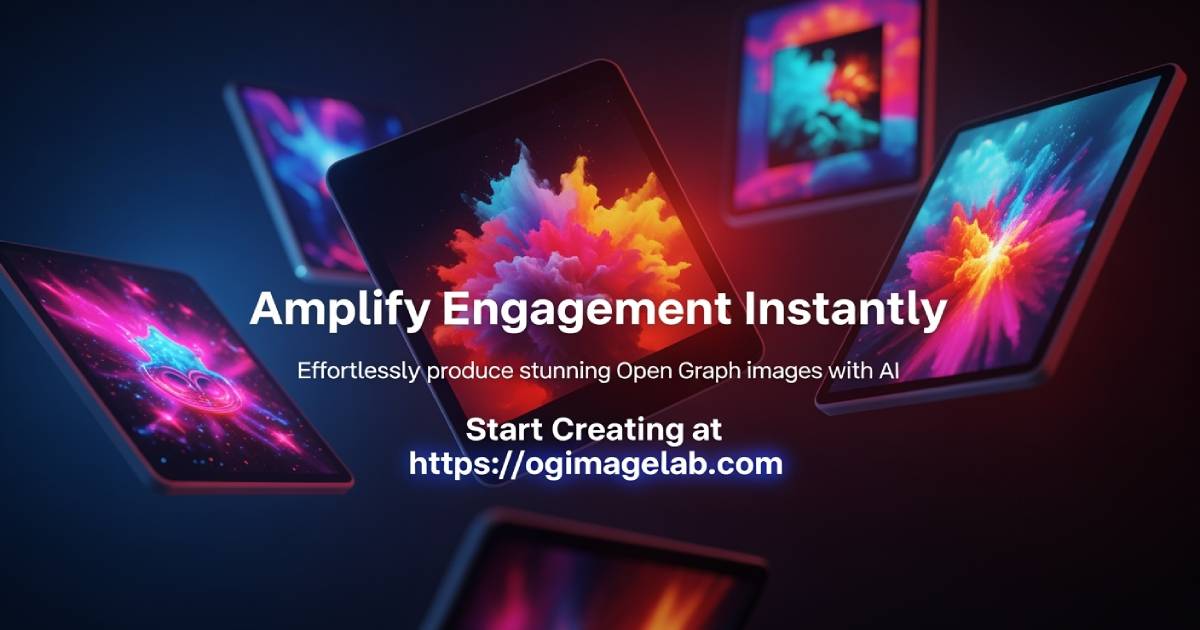 Amplify Engagement Instantly
Effortlessly produce stunning Open Graph images with AI
Start Creating at
https://ogimagelab.com